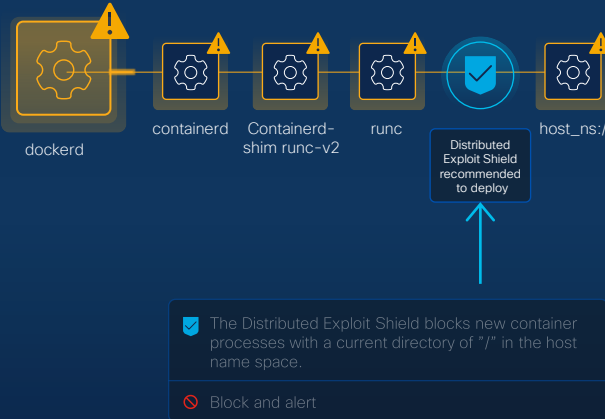 dockerd
containerd
Containerd-
shim runc-v2
runc
Distributed
Exploit Shield
recommended
to deploy
host_ns:/
The Distributed Exploit Shield blocks new container
processes with a current directory of "/" in the host
name space.
Block and alert